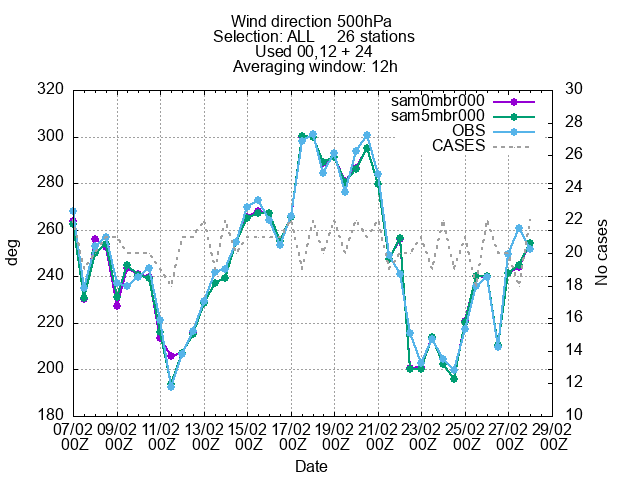 Wind direction 500hPa
Selection: ALL 26 stations
Used 00,12 + 24
Averaging window: 12h
sam0mbr000
sam5mbr000
OBS
CASES
320
300
280
260
240
220
200
180
deg
30
28
26
24
22
20
18
16
14
12
10
No cases
07/02 09/02 11/02 13/02 15/02 17/02 19/02 21/02 23/02 25/02 27/02 29/02
00Z 00Z 00Z 00Z 00Z 00Z 00Z 00Z 00Z 00Z 00Z 00Z
Date